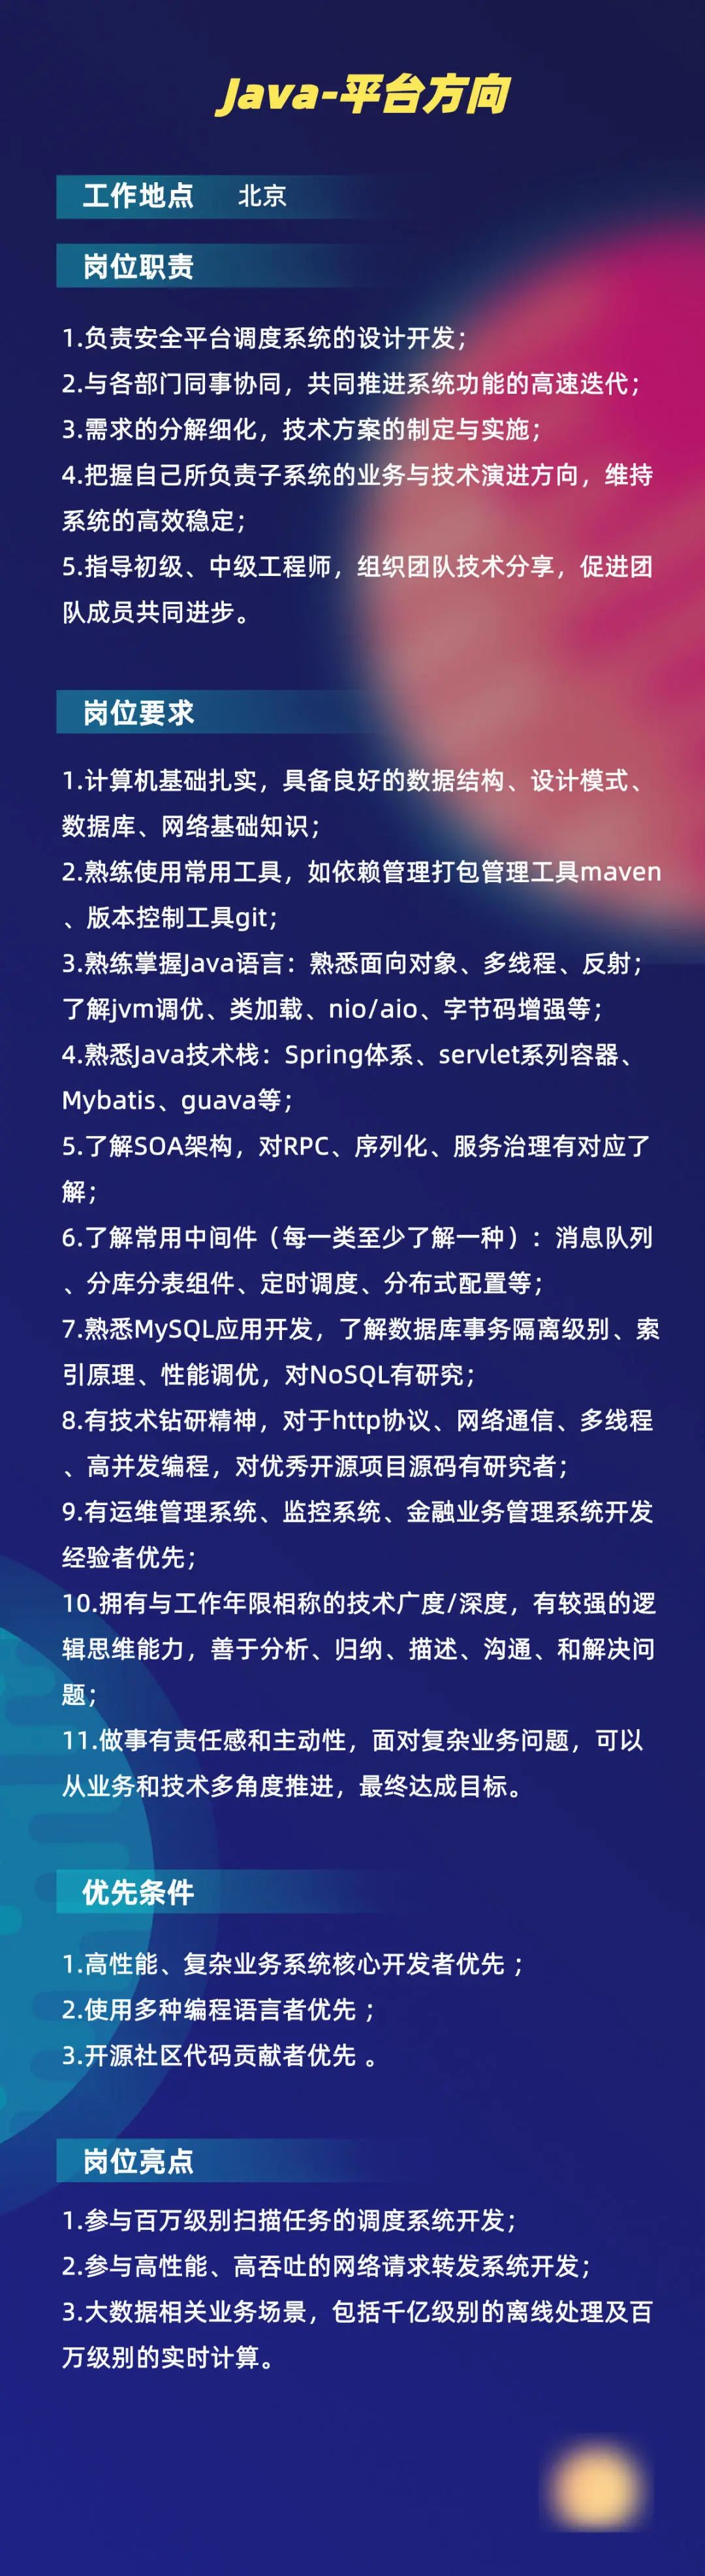 Java-平台方向
工作地点 北京
岗位职责
1.负责安全平台调度系统的设计开发；
2.与各部门同事协同，共同推进系统功能的高速迭代；
3.需求的分解细化，技术方案的制定与实施；
4.把握自己所负责子系统的业务与技术演进方向，维持
系统的高效稳定；
5.指导初级、中级工程师，组织团队技术分享，促进团
队成员共同进步。
岗位要求
1.计算机基础扎实，具备良好的数据结构、设计模式、
数据库、网络基础知识；
2.熟练使用常用工具，如依赖管理打包管理工具maven
、版本控制工具git；
3.熟练掌握Java语言：熟悉面向对象、多线程、反射；
了解jvm调优、类加载、nio/aio、字节码增强等；
4.熟悉Java技术栈：Spring体系、servlet系列容器、
Mybatis、guava等；
5.了解SOA架构，对RPC、序列化、服务治理有对应了
解；
6.了解常用中间件（每一类至少了解一种）：消息队列
、分库分表组件、定时调度、分布式配置等；
7.熟悉MySQL应用开发，了解数据库事务隔离级别、索
引原理、性能调优，对NoSQL有研究；
8.有技术钻研精神，对于http协议、网络通信、多线程
、高并发编程，对优秀开源项目源码有研究者；
9.有运维管理系统、监控系统、金融业务管理系统开发
经验者优先；
10.拥有与工作年限相称的技术广度/深度，有较强的逻
辑思维能力，善于分析、归纳、描述、沟通、和解决问
题；
11.做事有责任感和主动性，面对复杂业务问题，可以
从业务和技术多角度推进，最终达成目标。
优先条件
1.高性能、复杂业务系统核心开发者优先 ；
2.使用多种编程语言者优先 ；
3.开源社区代码贡献者优先 。
岗位亮点
1.参与百万级别扫描任务的调度系统开发；
2.参与高性能、高吞吐的网络请求转发系统开发；
3.大数据相关业务场景，包括千亿级别的离线处理及百
万级别的实时计算。